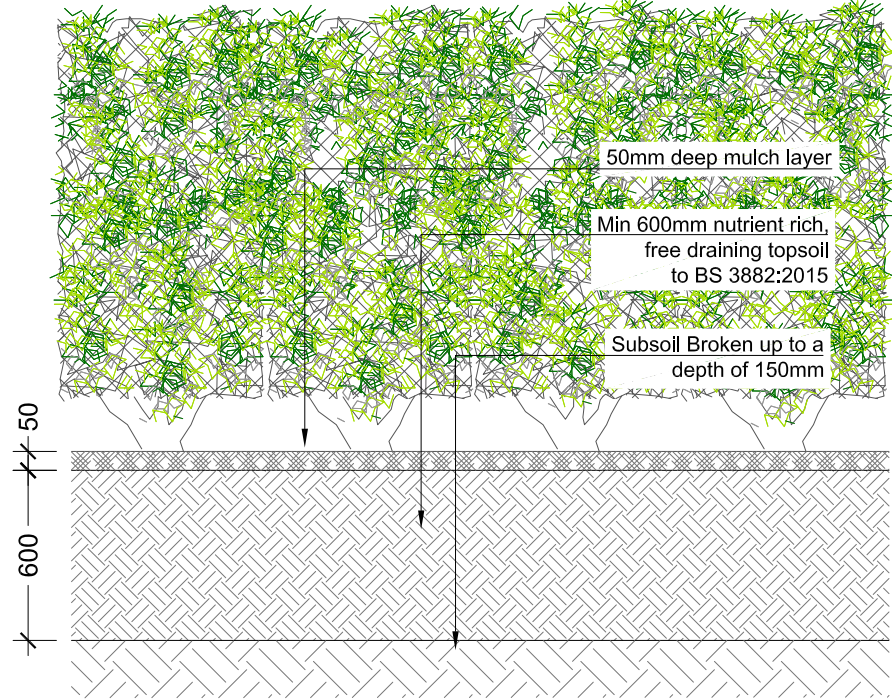 50mm deep mulch layer
Min 600mm nutrient rich,
free draining topsoil
to BS 3882:2015
Subsoil Broken up to a
depth of 150mm
50
600